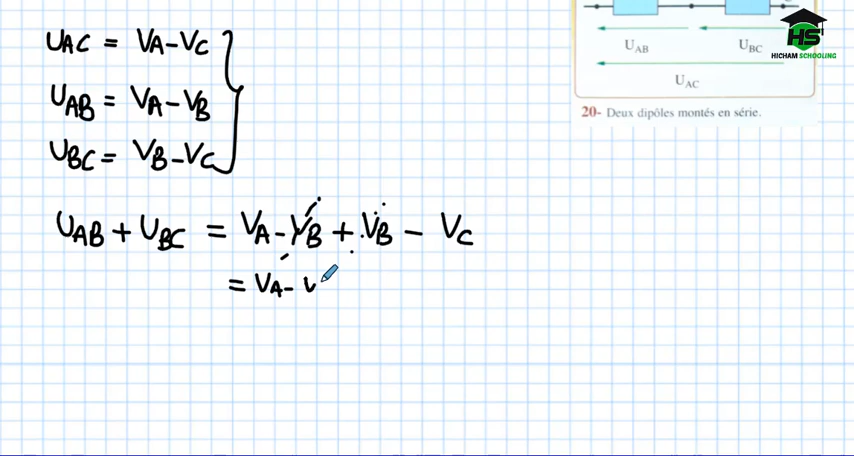 UAC = VA - VC
UAB = VA - VB
UBC = VB - VC
UAB + UBC = VA - VB + VB - VC
= VA - V
HS
HICHAM SCHOOLING
UAB
UBC
UAC
20- Deux dipôles montés en série.